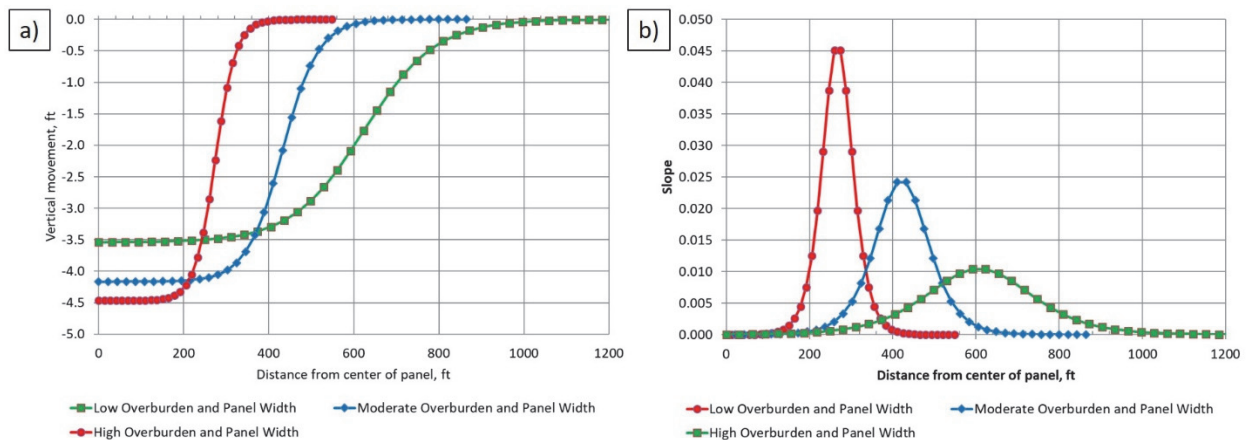 a)
0.0
-0.5
-1.0
-1.5
-2.0
-2.5
-3.0
-3.5
-4.0
-4.5
-5.0
Vertical movement, ft
0 200 400 600 800 1000 1200
Distance from center of panel, ft
Low Overburden and Panel Width Moderate Overburden and Panel Width
High Overburden and Panel Width
b)
0.050
0.045
0.040
0.035
0.030
0.025
0.020
0.015
0.010
0.005
0.000
Slope
0 200 400 600 800 1000 1200
Distance from center of panel, ft
Low Overburden and Panel Width Moderate Overburden and Panel Width
High Overburden and Panel Width